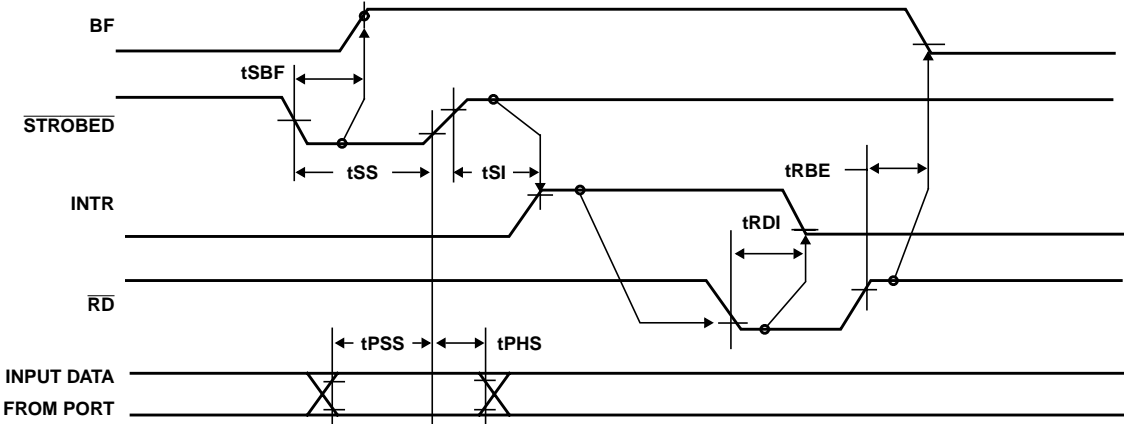 BF
tSBF
STROBED
tSS
tSI
tRBE
INTR
tRDI
RD
tPSS
tPHS
INPUT DATA
FROM PORT